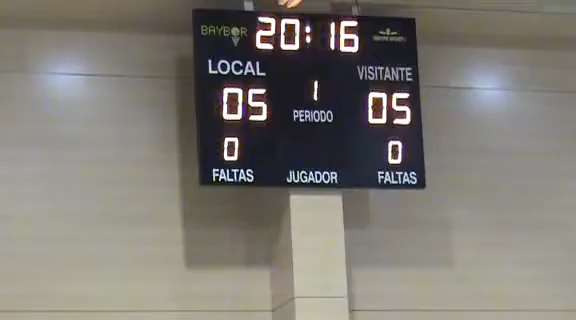 BAYBOR 20:16
LOCAL VISITANTE
05 1 05
PERIODO
0 0
FALTAS JUGADOR FALTAS